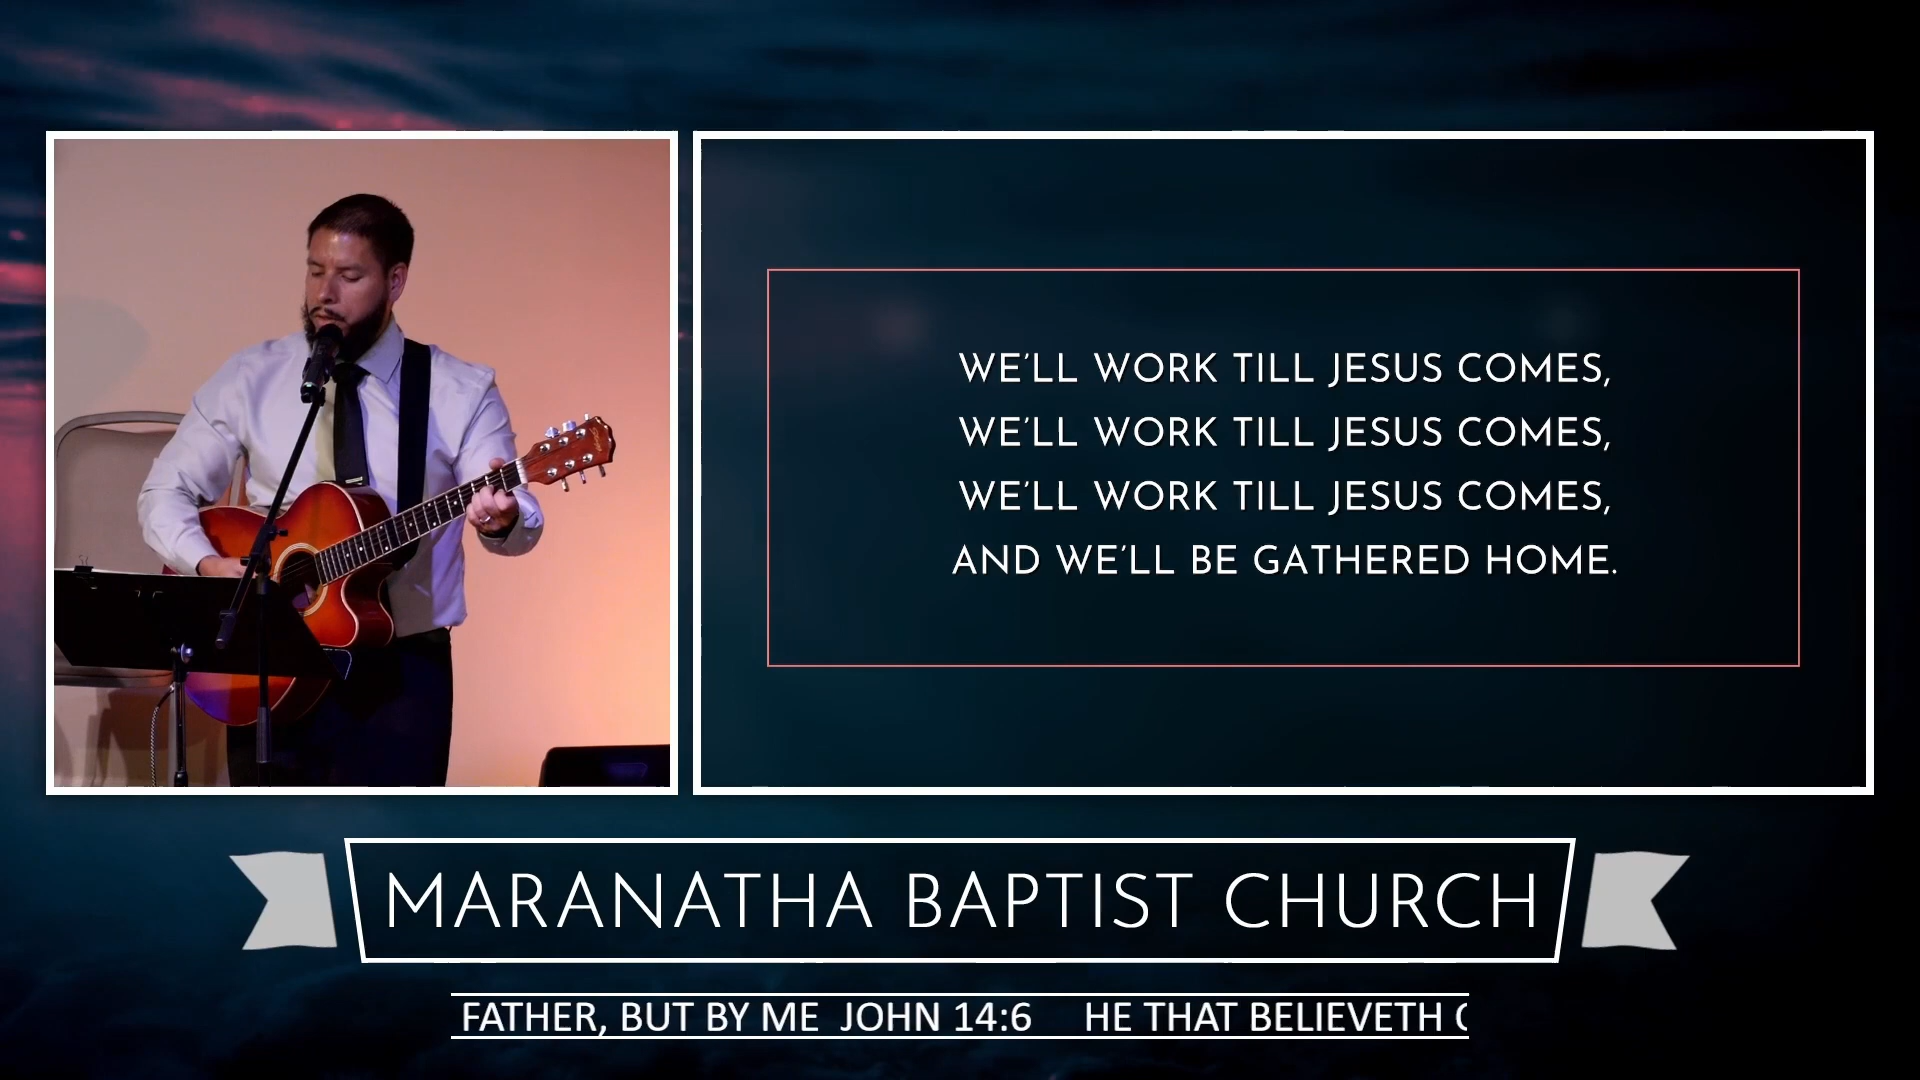 WE'LL WORK TILL JESUS COMES,
WE'LL WORK TILL JESUS COMES,
WE'LL WORK TILL JESUS COMES,
AND WE'LL BE GATHERED HOME.
MARANATHA BAPTIST CHURCH
FATHER, BUT BY ME JOHN 14:6 HE THAT BELIEVETH